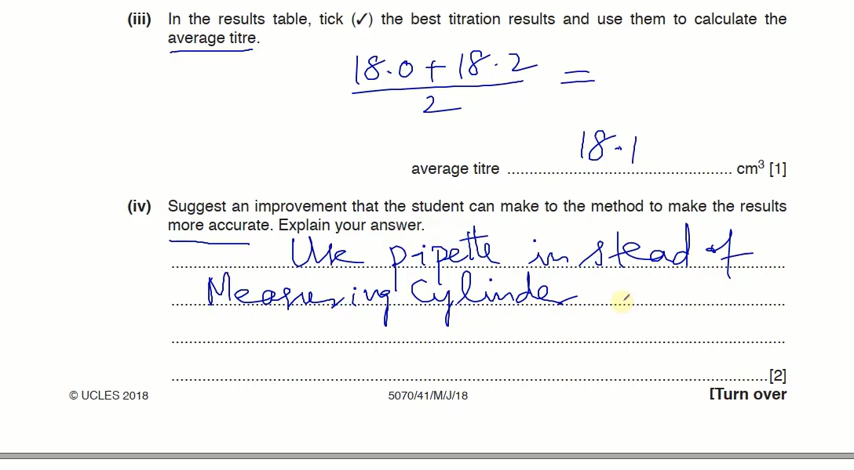 (iii) In the results table, tick (✓) the best titration results and use them to calculate the
average titre.
18.0 + 18.2
=
2
18.1
average titre ........................................................ cm³ [1]
(iv) Suggest an improvement that the student can make to the method to make the results
more accurate. Explain your answer.
Use pipette in stead of
Measuring Cylinder
[2]
© UCLES 2018 5070/41/M/J/18 [Turn over